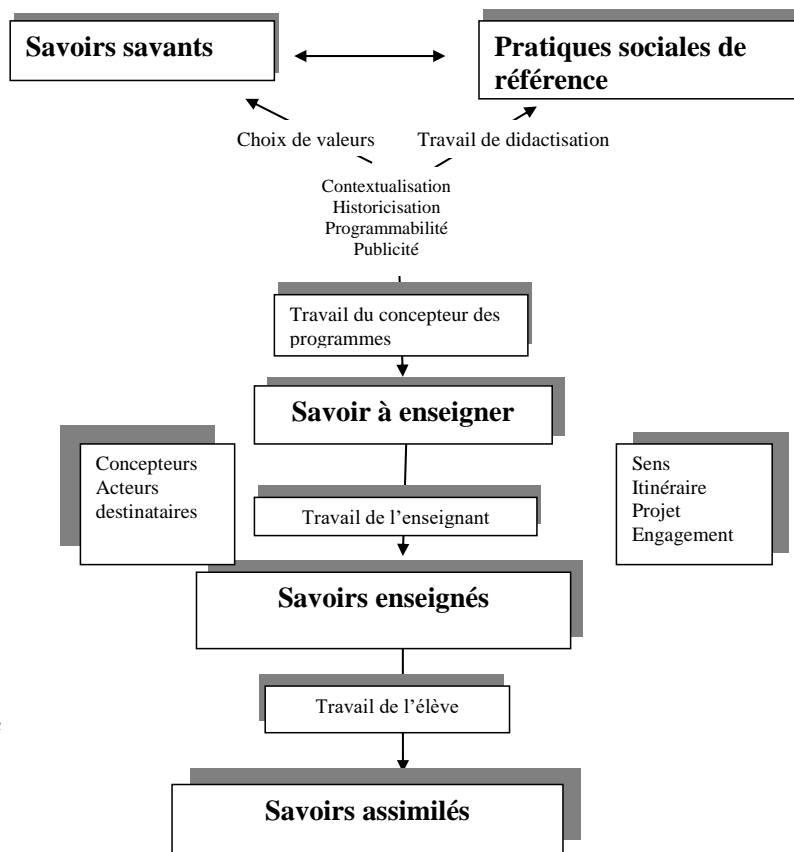 Savoirs savants
Pratiques sociales de
référence
Choix de valeurs
Travail de didactisation
Contextualisation
Historicisation
Programmabilité
Publicité
Travail du concepteur des
programmes
Savoir à enseigner
Concepteurs
Acteurs
destinataires
Sens
Itinéraire
Projet
Engagement
Travail de l’enseignant
Savoirs enseignés
Travail de l’élève
Savoirs assimilés